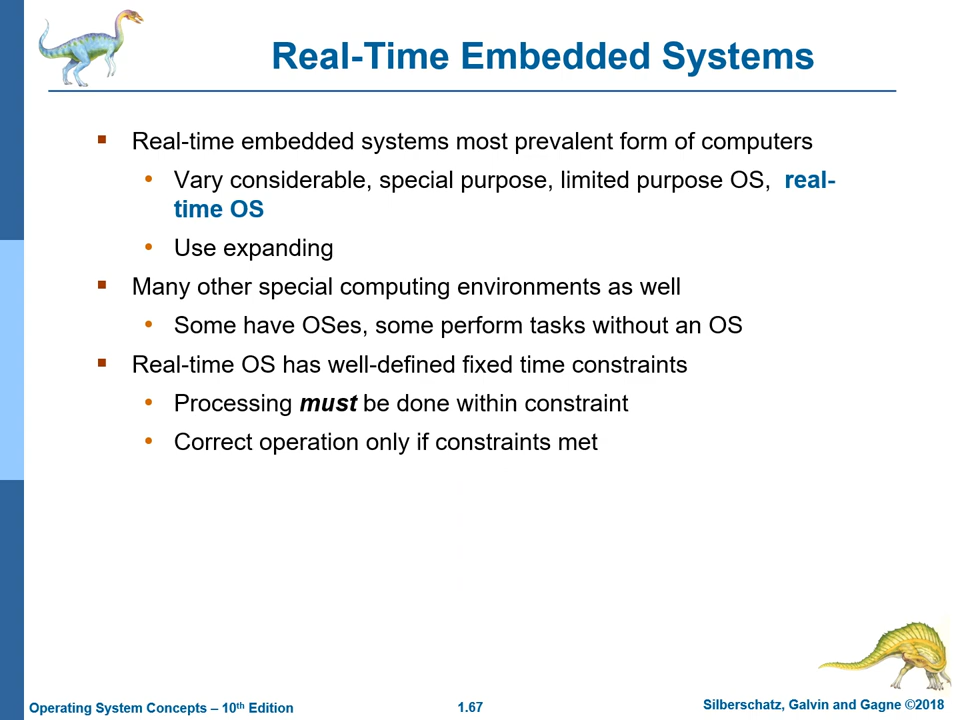 Real-Time Embedded Systems
▪ Real-time embedded systems most prevalent form of computers
• Vary considerable, special purpose, limited purpose OS, real-
time OS
• Use expanding
▪ Many other special computing environments as well
• Some have OSes, some perform tasks without an OS
▪ Real-time OS has well-defined fixed time constraints
• Processing must be done within constraint
• Correct operation only if constraints met
Operating System Concepts – 10th Edition
1.67
Silberschatz, Galvin and Gagne ©2018